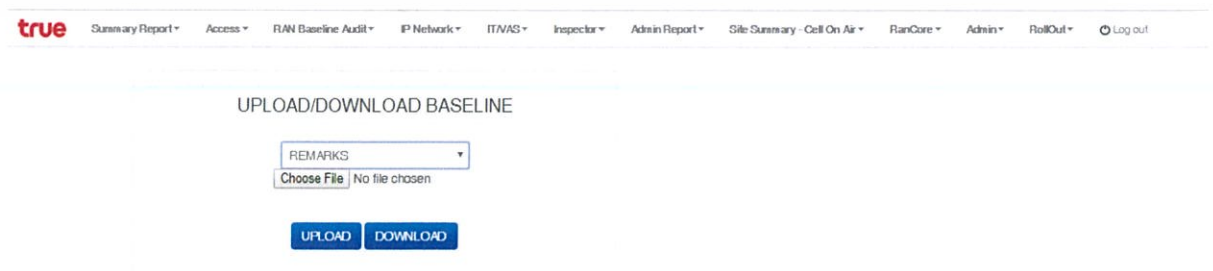 true Summary Report Access RAN Baseline Audit IP Network IT/VAS Inspector Admin Report Site Summary - Cell On Air RanCore Admin RollOut Log out
UPLOAD/DOWNLOAD BASELINE
REMARKS
Choose File No file chosen
UPLOAD DOWNLOAD